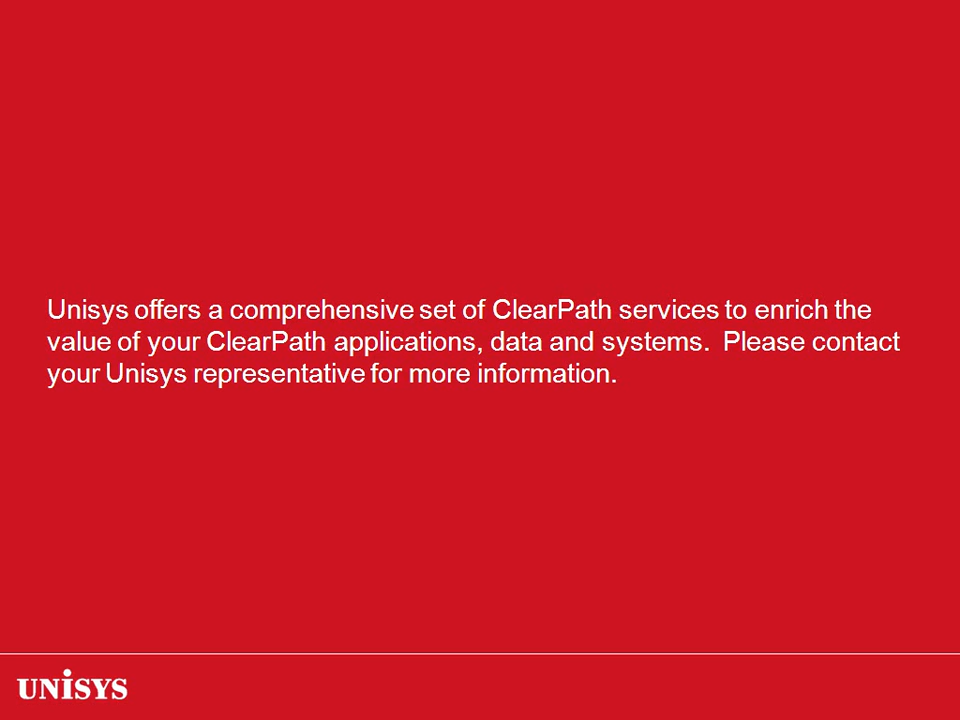 Unisys offers a comprehensive set of ClearPath services to enrich the
value of your ClearPath applications, data and systems.  Please contact
your Unisys representative for more information.
UNiSYS